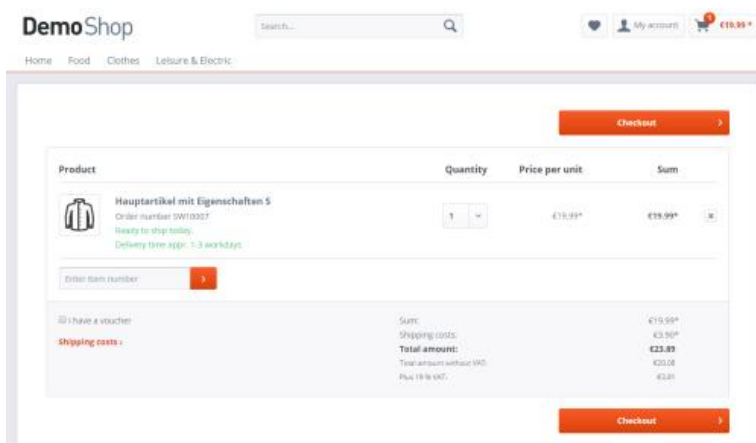 DemoShop
Search...
My account
1
€19.99 *
Home Food Clothes Leisure & Electric
Checkout
Product Quantity Price per unit Sum
Hauptartikel mit Eigenschaften S
Order number SW10007
Ready to ship today,
Delivery time appr. 1-3 workdays
1 €19.99* €19.99*
Enter item number
I have a voucher
Shipping costs
Sum: €19.99*
Shipping costs: €3.90*
Total amount: €23.89
Total amount without VAT: €20.08
Plus 19 % VAT: €3.81
Checkout